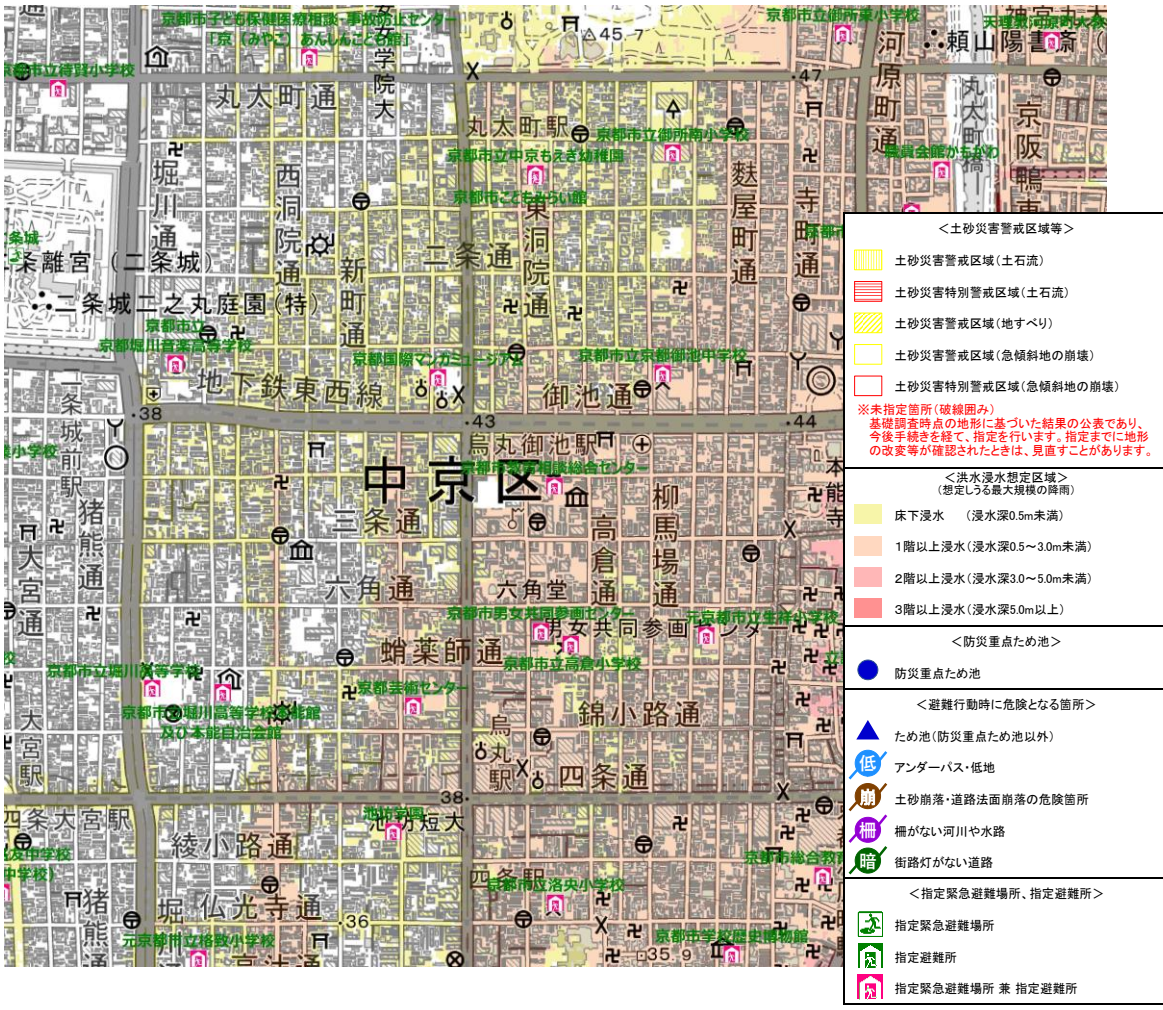 京都市子ども保健医療相談・事故防止センター
「京(みやこ)あんしんこども館」
京都市立御所東小学校
45.7
47
京都市立待賢小学校
丸太町通
河原町通
頼山陽書斎(
丸太町橋
京阪鴨東
丸太町駅
京都市立御所南小学校
京都市立中京もえぎ幼稚園
職員会館かもがわ
堀川通
西洞院通
新町通
京都市こどもみらい館
東洞院通
麩屋町通
寺町通
二条通
条城
条離宮(二条城)
二条城二之丸庭園(特)
京都市立
京都堀川音楽高等学校
京都国際マンガミュージアム
京都市立京都御池中学校
地下鉄東西線
御池通
38
43
44
二条城前駅
烏丸御池駅
中京区
京都市教育相談総合センター
猪熊通
大宮通
三条通
高倉通
柳馬場通
本能寺
六角通
六角堂
京都市男女共同参画センター
元京都市立生祥小学校
男女共同参画センター
蛸薬師通
京都市立高倉小学校
京都市立堀川高等学校
京都芸術センター
京都市立堀川高等学校本能館
及び本能自治会館
錦小路通
大宮駅
烏丸駅
四条通
38
四条大宮駅
池坊学園
池坊短大
綾小路通
四条駅
京都市立洛央小学校
京都市総合教育
猪熊通
堀川通
仏光寺通
36
元京都市立格致小学校
高辻通
京都市学校歴史博物館
35.9
<土砂災害警戒区域等>
土砂災害警戒区域(土石流)
土砂災害特別警戒区域(土石流)
土砂災害警戒区域(地すべり)
土砂災害警戒区域(急傾斜地の崩壊)
土砂災害特別警戒区域(急傾斜地の崩壊)
※未指定箇所(破線囲み)
基礎調査時点の地形に基づいた結果の公表であり、
今後手続きを経て、指定を行います。指定までに地形
の改変等が確認されたときは、見直すことがあります。
<洪水浸水想定区域>
(想定しうる最大規模の降雨)
床下浸水 (浸水深0.5m未満)
1階以上浸水(浸水深0.5~3.0m未満)
2階以上浸水(浸水深3.0~5.0m未満)
3階以上浸水(浸水深5.0m以上)
<防災重点ため池>
防災重点ため池
<避難行動時に危険となる箇所>
ため池(防災重点ため池以外)
低 アンダーパス・低地
崩 土砂崩落・道路法面崩落の危険箇所
柵 柵がない河川や水路
暗 街路灯がない道路
<指定緊急避難場所、指定避難所>
指定緊急避難場所
指定避難所
指定緊急避難場所 兼 指定避難所